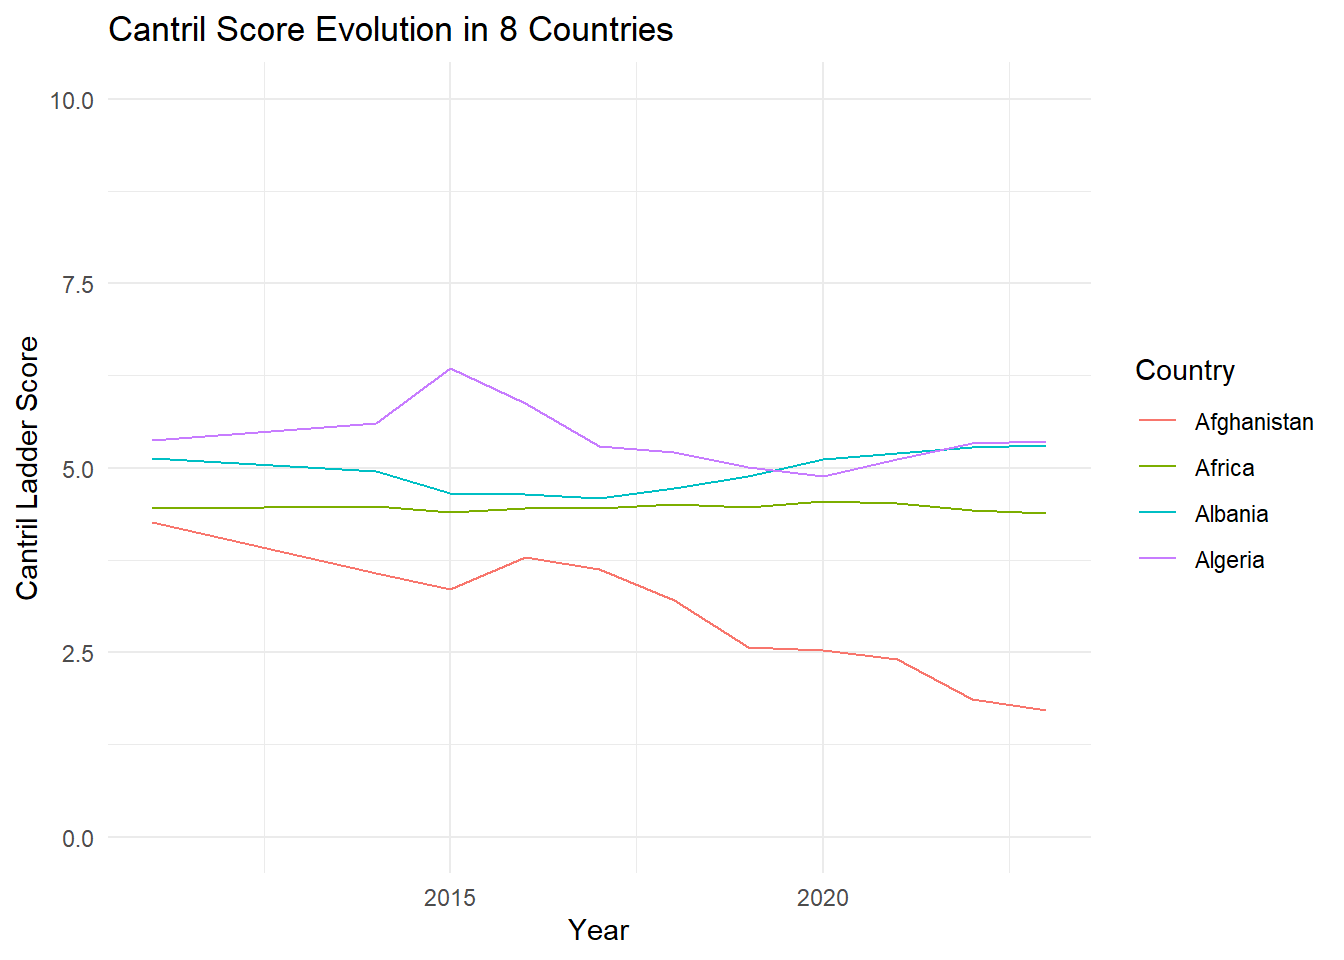 Cantril Score Evolution in 8 Countries
10.0
7.5
5.0
2.5
0.0
Cantril Ladder Score
2015
2020
Year
Country
Afghanistan
Africa
Albania
Algeria